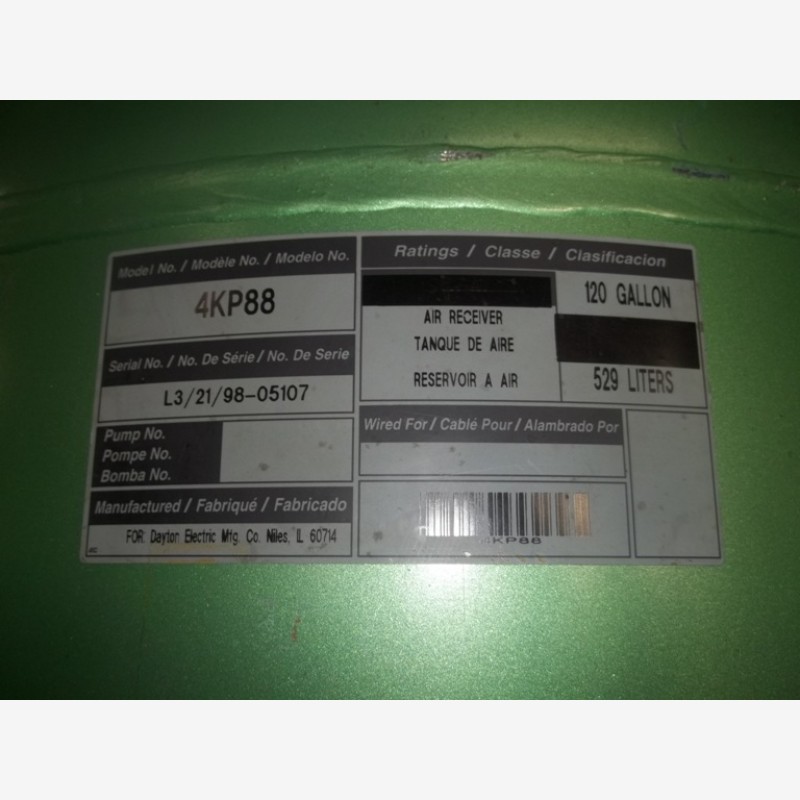 Model No. / Modèle No. / Modelo No.
4KP88
Serial No. / No. De Série / No. De Serie
L3/21/98-05107
Pump No.
Pompe No.
Bomba No.
Manufactured / Fabriqué / Fabricado
FOR: Dayton Electric Mfg. Co. Niles, IL 60714
Ratings / Classe / Clasificacion
AIR RECEIVER
TANQUE DE AIRE
RESERVOIR A AIR
120 GALLON
529 LITERS
Wired For / Cablé Pour / Alambrado Por
4KP88